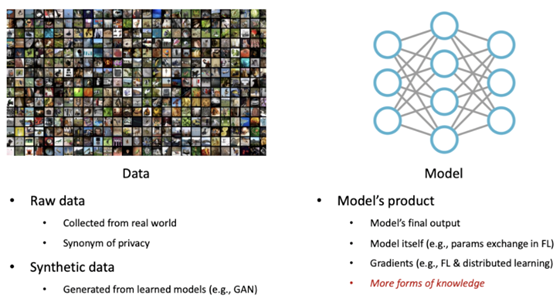 Data
• Raw data
• Collected from real world
• Synonym of privacy
• Synthetic data
• Generated from learned models (e.g., GAN)
Model
• Model's product
• Model's final output
• Model itself (e.g., params exchange in FL)
• Gradients (e.g., FL & distributed learning)
• More forms of knowledge